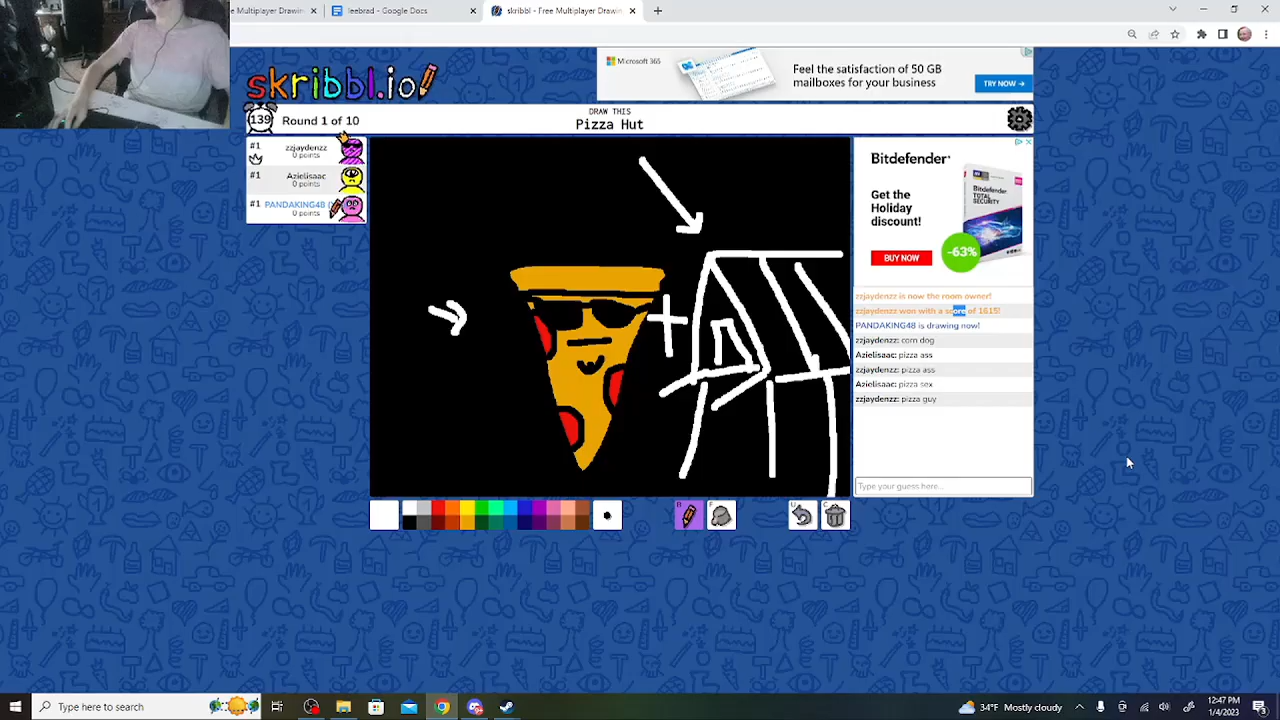 e Multiplayer Drawin
feebrad - Google Docs
skribbl - Free Multiplayer Drawin
skribbl.io
Microsoft 365
Feel the satisfaction of 50 GB
mailboxes for your business
TRY NOW →
139
Round 1 of 10
DRAW THIS
Pizza Hut
#1
zzjaydenzz
0 points
#1
Azielisaac
0 points
#1
PANDAKING48 (
0 points
Bitdefender
Get the
Holiday
discount!
BUY NOW
-63%
Bitdefender
TOTAL
SECURITY
zzjaydenzz is now the room owner!
zzjaydenzz won with a score of 1615!
PANDAKING48 is drawing now!
zzjaydenzz: corn dog
Azielisaac: pizza ass
zzjaydenzz: pizza ass
Azielisaac: pizza sex
zzjaydenzz: pizza guy
Type your guess here...
B
F
U
C
Type here to search
34°F Mostly cloudy
12:47 PM
1/4/2023